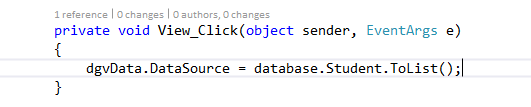 1 reference | 0 changes | 0 authors, 0 changes
private void View_Click(object sender, EventArgs e)
{
dgvData.DataSource = database.Student.ToList();
}